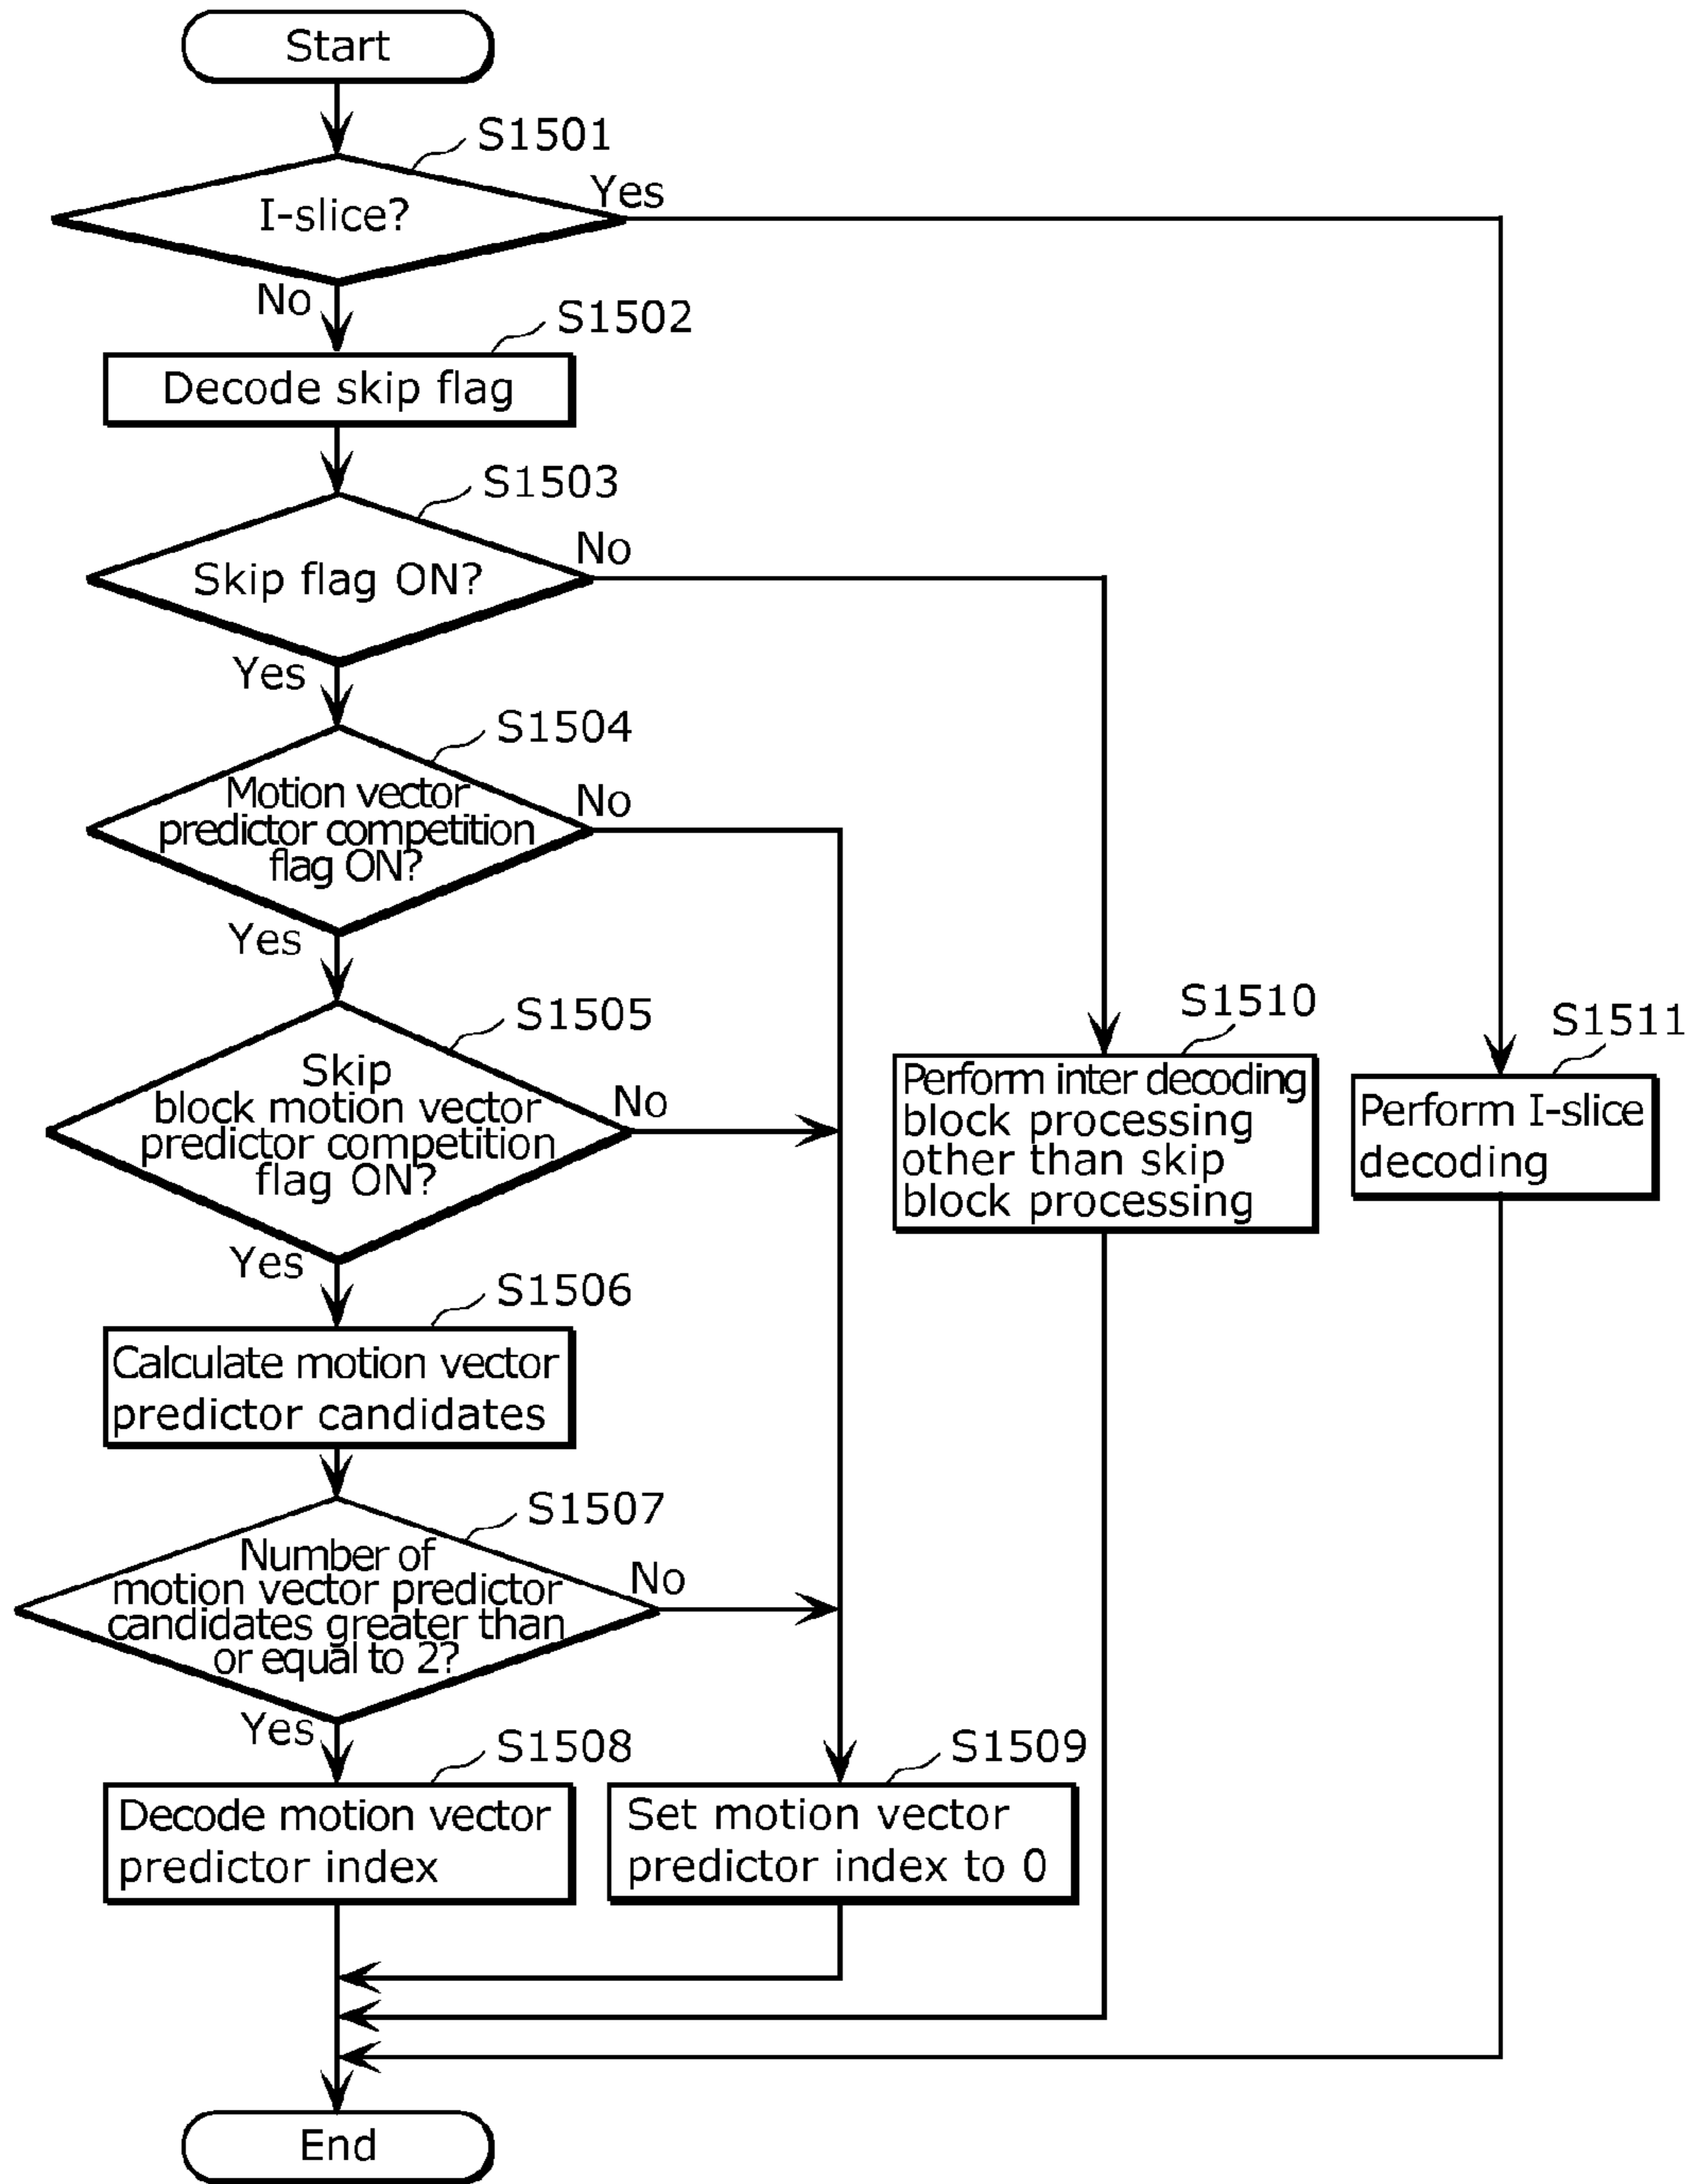 Start
S1501
I-slice?
Yes
No
S1502
Decode skip flag
S1503
Skip flag ON?
No
Yes
S1504
Motion vector
predictor competition
flag ON?
No
Yes
S1505
Skip
block motion vector
predictor competition
flag ON?
No
Yes
S1510
Perform inter decoding
block processing
other than skip
block processing
S1511
Perform I-slice
decoding
S1506
Calculate motion vector
predictor candidates
S1507
Number of
motion vector predictor
candidates greater than
or equal to 2?
No
Yes
S1508
Decode motion vector
predictor index
S1509
Set motion vector
predictor index to 0
End